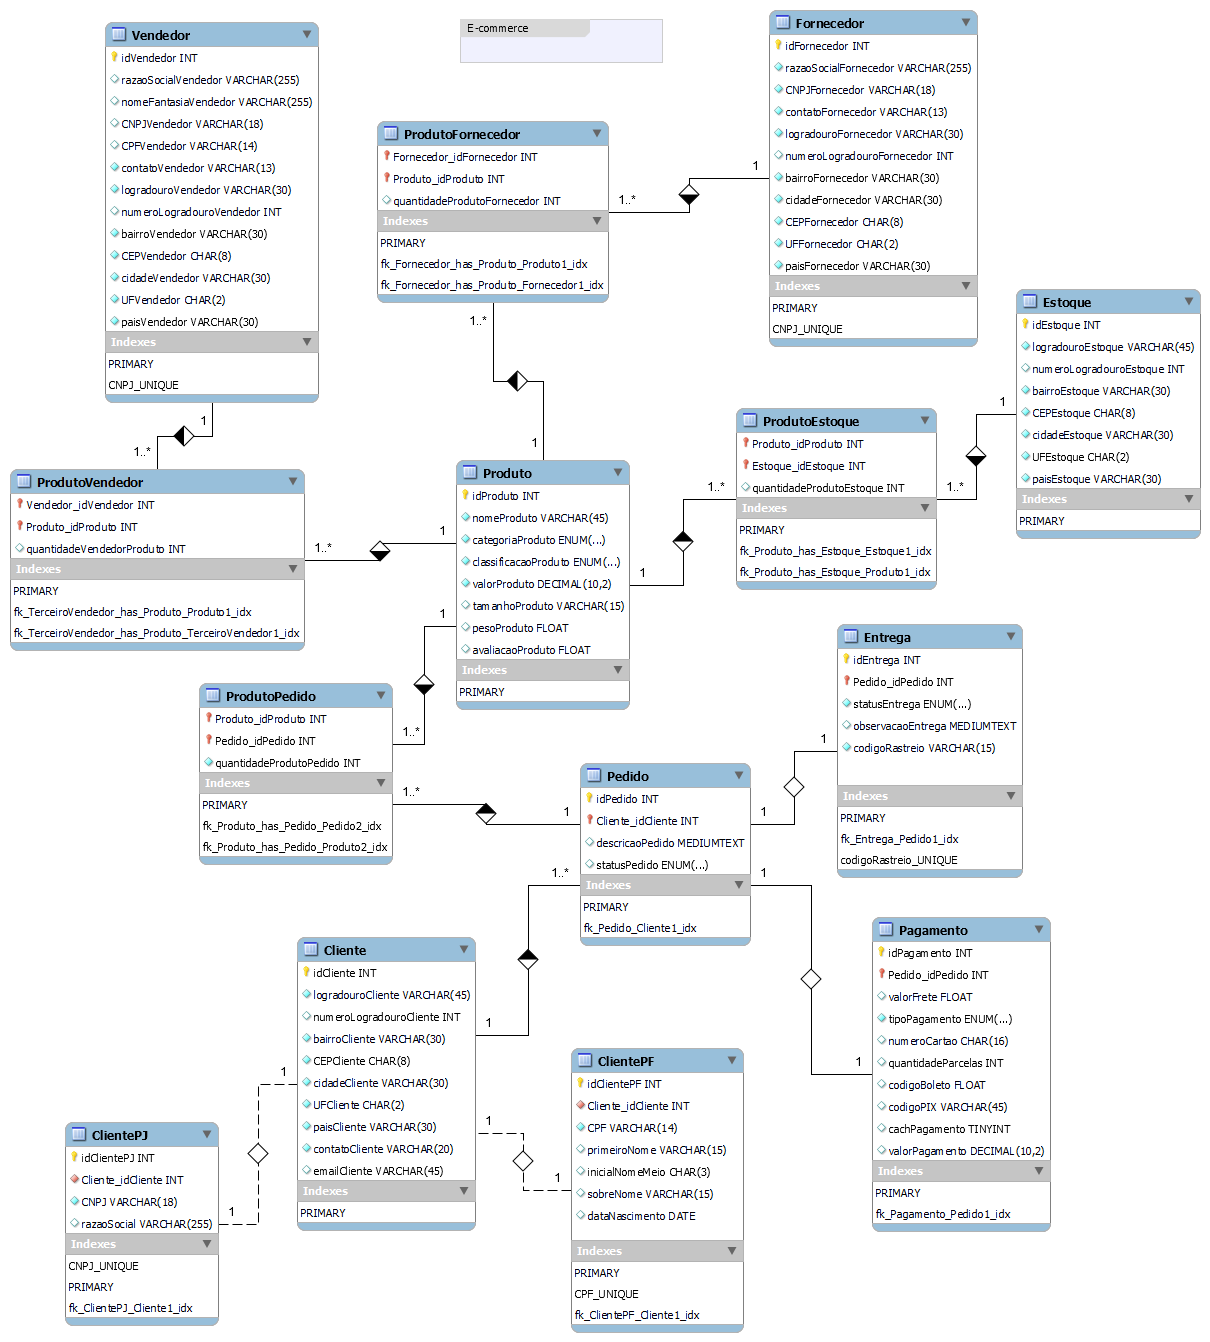 E-commerce
Vendedor
idVendedor INT
razaoSocialVendedor VARCHAR(255)
nomeFantasiaVendedor VARCHAR(255)
CNPJVendedor VARCHAR(18)
CPFVendedor VARCHAR(14)
contatoVendedor VARCHAR(13)
logradouroVendedor VARCHAR(30)
numeroLogradouroVendedor INT
bairroVendedor VARCHAR(30)
CEPVendedor CHAR(8)
cidadeVendedor VARCHAR(30)
UFVendedor CHAR(2)
paisVendedor VARCHAR(30)
Indexes
PRIMARY
CNPJ_UNIQUE
1
1..*
ProdutoFornecedor
Fornecedor_idFornecedor INT
Produto_idProduto INT
quantidadeProdutoFornecedor INT
Indexes
PRIMARY
fk_Fornecedor_has_Produto_Produto1_idx
fk_Fornecedor_has_Produto_Fornecedor1_idx
1..*
1
1..*
1
Fornecedor
idFornecedor INT
razaoSocialFornecedor VARCHAR(255)
CNPJFornecedor VARCHAR(18)
contatoFornecedor VARCHAR(13)
logradouroFornecedor VARCHAR(30)
numeroLogradouroFornecedor INT
bairroFornecedor VARCHAR(30)
cidadeFornecedor VARCHAR(30)
CEPFornecedor CHAR(8)
UFFornecedor CHAR(2)
paisFornecedor VARCHAR(30)
Indexes
PRIMARY
CNPJ_UNIQUE
Estoque
idEstoque INT
logradouroEstoque VARCHAR(45)
numeroLogradouroEstoque INT
bairroEstoque VARCHAR(30)
CEPEstoque CHAR(8)
cidadeEstoque VARCHAR(30)
UFEstoque CHAR(2)
paisEstoque VARCHAR(30)
Indexes
PRIMARY
1
1..*
ProdutoEstoque
Produto_idProduto INT
Estoque_idEstoque INT
quantidadeProdutoEstoque INT
Indexes
PRIMARY
fk_Produto_has_Estoque_Estoque1_idx
fk_Produto_has_Estoque_Produto1_idx
1..*
1
ProdutoVendedor
Vendedor_idVendedor INT
Produto_idProduto INT
quantidadeVendedorProduto INT
Indexes
PRIMARY
fk_TerceiroVendedor_has_Produto_Produto1_idx
fk_TerceiroVendedor_has_Produto_TerceiroVendedor1_idx
1..*
1
Produto
idProduto INT
nomeProduto VARCHAR(45)
categoriaProduto ENUM(...)
classificacaoProduto ENUM(...)
valorProduto DECIMAL(10,2)
tamanhoProduto VARCHAR(15)
pesoProduto FLOAT
avaliacaoProduto FLOAT
Indexes
PRIMARY
1
1..*
ProdutoPedido
Produto_idProduto INT
Pedido_idPedido INT
quantidadeProdutoPedido INT
Indexes
PRIMARY
fk_Produto_has_Pedido_Pedido2_idx
fk_Produto_has_Pedido_Produto2_idx
1..*
1
Pedido
idPedido INT
Cliente_idCliente INT
descricaoPedido MEDIUMTEXT
statusPedido ENUM(...)
Indexes
PRIMARY
fk_Pedido_Cliente1_idx
1
1
1
1
1..*
1
Entrega
idEntrega INT
Pedido_idPedido INT
statusEntrega ENUM(...)
observacaoEntrega MEDIUMTEXT
codigoRastreio VARCHAR(15)
Indexes
PRIMARY
fk_Entrega_Pedido1_idx
codigoRastreio_UNIQUE
Pagamento
idPagamento INT
Pedido_idPedido INT
valorFrete FLOAT
tipoPagamento ENUM(...)
numeroCartao CHAR(16)
quantidadeParcelas INT
codigoBoleto FLOAT
codigoPIX VARCHAR(45)
cachPagamento TINYINT
valorPagamento DECIMAL(10,2)
Indexes
PRIMARY
fk_Pagamento_Pedido1_idx
Cliente
idCliente INT
logradouroCliente VARCHAR(45)
numeroLogradouroCliente INT
bairroCliente VARCHAR(30)
CEPCliente CHAR(8)
cidadeCliente VARCHAR(30)
UFCliente CHAR(2)
paisCliente VARCHAR(30)
contatoCliente VARCHAR(20)
emailCliente VARCHAR(45)
Indexes
PRIMARY
1
1
1
1
ClientePF
idClientePF INT
Cliente_idCliente INT
CPF VARCHAR(14)
primeiroNome VARCHAR(15)
inicialNomeMeio CHAR(3)
sobreNome VARCHAR(15)
dataNascimento DATE
Indexes
PRIMARY
CPF_UNIQUE
fk_ClientePF_Cliente1_idx
ClientePJ
idClientePJ INT
Cliente_idCliente INT
CNPJ VARCHAR(18)
razaoSocial VARCHAR(255)
Indexes
CNPJ_UNIQUE
PRIMARY
fk_ClientePJ_Cliente1_idx